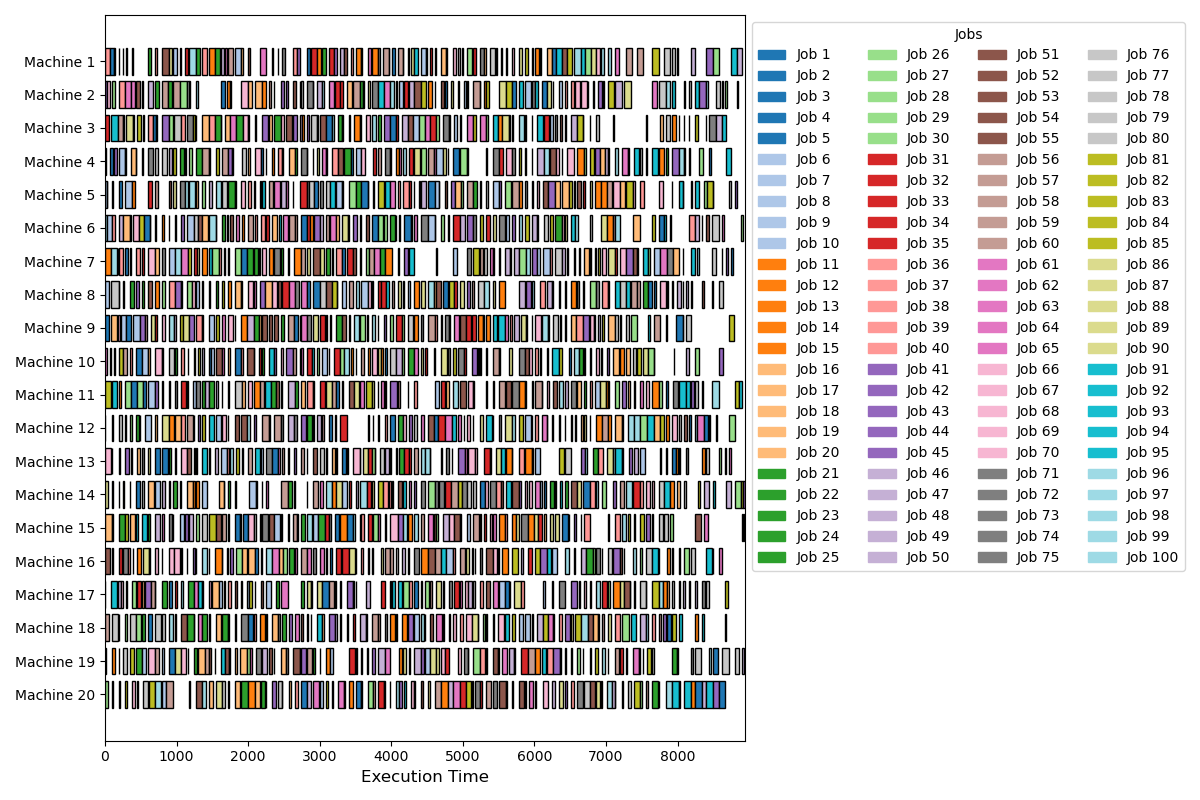 Machine 1
Machine 2
Machine 3
Machine 4
Machine 5
Machine 6
Machine 7
Machine 8
Machine 9
Machine 10
Machine 11
Machine 12
Machine 13
Machine 14
Machine 15
Machine 16
Machine 17
Machine 18
Machine 19
Machine 20
0 1000 2000 3000 4000 5000 6000 7000 8000
Execution Time
Jobs
Job 1 Job 26 Job 51 Job 76
Job 2 Job 27 Job 52 Job 77
Job 3 Job 28 Job 53 Job 78
Job 4 Job 29 Job 54 Job 79
Job 5 Job 30 Job 55 Job 80
Job 6 Job 31 Job 56 Job 81
Job 7 Job 32 Job 57 Job 82
Job 8 Job 33 Job 58 Job 83
Job 9 Job 34 Job 59 Job 84
Job 10 Job 35 Job 60 Job 85
Job 11 Job 36 Job 61 Job 86
Job 12 Job 37 Job 62 Job 87
Job 13 Job 38 Job 63 Job 88
Job 14 Job 39 Job 64 Job 89
Job 15 Job 40 Job 65 Job 90
Job 16 Job 41 Job 66 Job 91
Job 17 Job 42 Job 67 Job 92
Job 18 Job 43 Job 68 Job 93
Job 19 Job 44 Job 69 Job 94
Job 20 Job 45 Job 70 Job 95
Job 21 Job 46 Job 71 Job 96
Job 22 Job 47 Job 72 Job 97
Job 23 Job 48 Job 73 Job 98
Job 24 Job 49 Job 74 Job 99
Job 25 Job 50 Job 75 Job 100